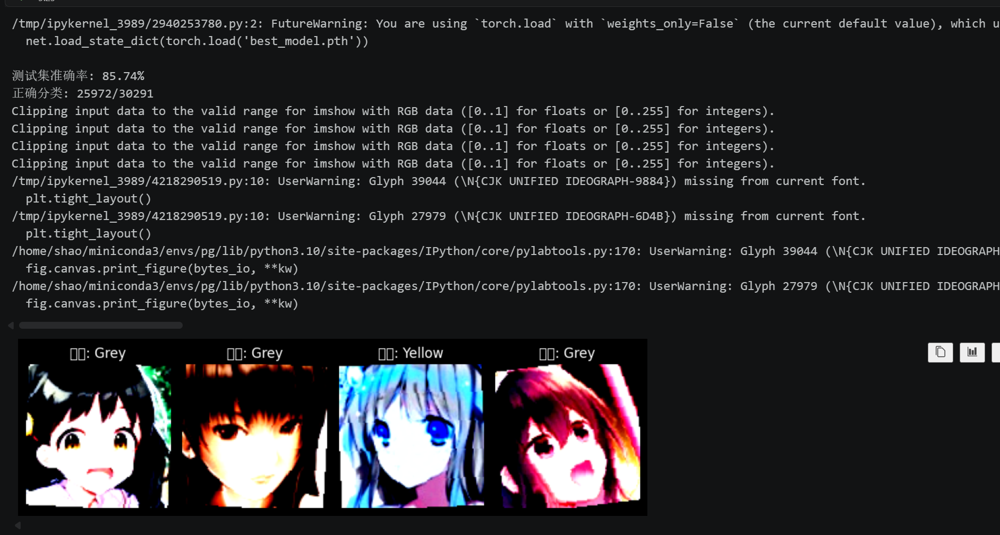 /tmp/ipykernel_3989/2940253780.py:2: FutureWarning: You are using `torch.load` with `weights_only=False` (the current default value), which u
net.load_state_dict(torch.load('best_model.pth'))
测试集准确率: 85.74%
正确分类: 25972/30291
Clipping input data to the valid range for imshow with RGB data ([0..1] for floats or [0..255] for integers).
Clipping input data to the valid range for imshow with RGB data ([0..1] for floats or [0..255] for integers).
Clipping input data to the valid range for imshow with RGB data ([0..1] for floats or [0..255] for integers).
Clipping input data to the valid range for imshow with RGB data ([0..1] for floats or [0..255] for integers).
/tmp/ipykernel_3989/4218290519.py:10: UserWarning: Glyph 39044 (\N{CJK UNIFIED IDEOGRAPH-9884}) missing from current font.
plt.tight_layout()
/tmp/ipykernel_3989/4218290519.py:10: UserWarning: Glyph 27979 (\N{CJK UNIFIED IDEOGRAPH-6D4B}) missing from current font.
plt.tight_layout()
/home/shao/miniconda3/envs/pg/lib/python3.10/site-packages/IPython/core/pylabtools.py:170: UserWarning: Glyph 39044 (\N{CJK UNIFIED IDEOGRAPH
fig.canvas.print_figure(bytes_io, **kw)
/home/shao/miniconda3/envs/pg/lib/python3.10/site-packages/IPython/core/pylabtools.py:170: UserWarning: Glyph 27979 (\N{CJK UNIFIED IDEOGRAPH
fig.canvas.print_figure(bytes_io, **kw)
□□: Grey □□: Grey □□: Yellow □□: Grey